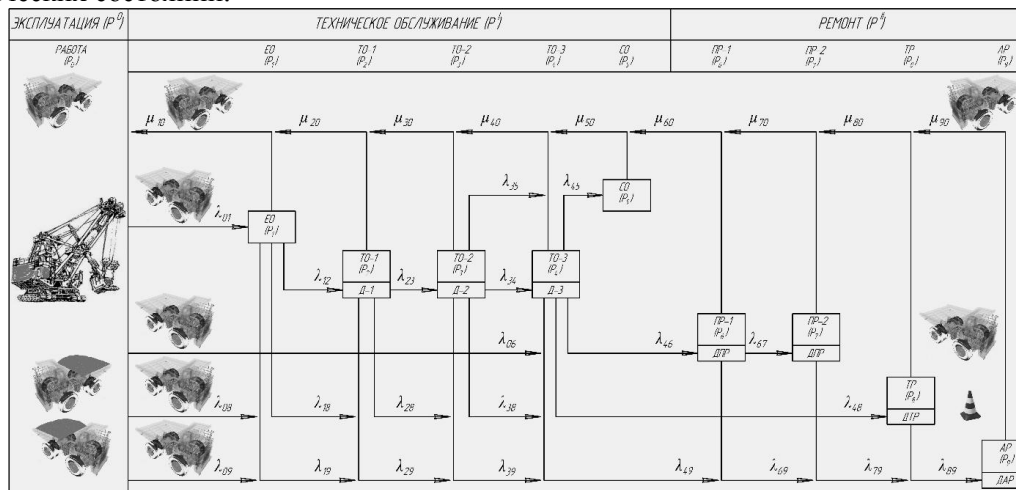 ЭКСПЛУАТАЦИЯ (P⁰) ТЕХНИЧЕСКОЕ ОБСЛУЖИВАНИЕ (P¹) РЕМОНТ (P²)
РАБОТА ЕО ТО-1 ТО-2 ТО-3 СО ПР-1 ПР-2 ТР АР
(P₀) (P₁) (P₂) (P₃) (P₄) (P₅) (P₆) (P₇) (P₈) (P₉)
μ₁₀ μ₂₀ μ₃₀ μ₄₀ μ₅₀ μ₆₀ μ₇₀ μ₈₀ μ₉₀
λ₃₅ λ₄₅ СО
(P₅)
λ₀₁ ЕО
(P₁)
ТО-1 ТО-2 ТО-3
(P₂) (P₃) (P₄)
λ₁₂ Д-1 λ₂₃ Д-2 λ₃₄ Д-3
ПР-1 ПР-2
(P₆) (P₇)
λ₀₆ λ₄₆ ДПР λ₆₇ ДПР
ТР
(P₈)
λ₀₈ λ₁₈ λ₂₈ λ₃₈ λ₄₈ ДТР
АР
(P₉)
λ₀₉ λ₁₉ λ₂₉ λ₃₉ λ₄₉ λ₆₉ λ₇₉ λ₈₉ ДАР